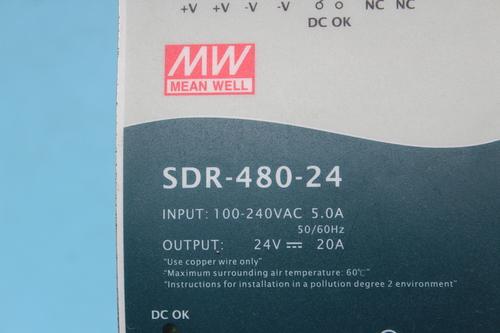 +V +V -V -V NC NC
DC OK
MW
MEAN WELL
SDR-480-24
INPUT: 100-240VAC 5.0A
50/60Hz
OUTPUT: 24V 20A
"Use copper wire only"
"Maximum surrounding air temperature: 60℃"
"Instructions for installation in a pollution degree 2 environment"
DC OK